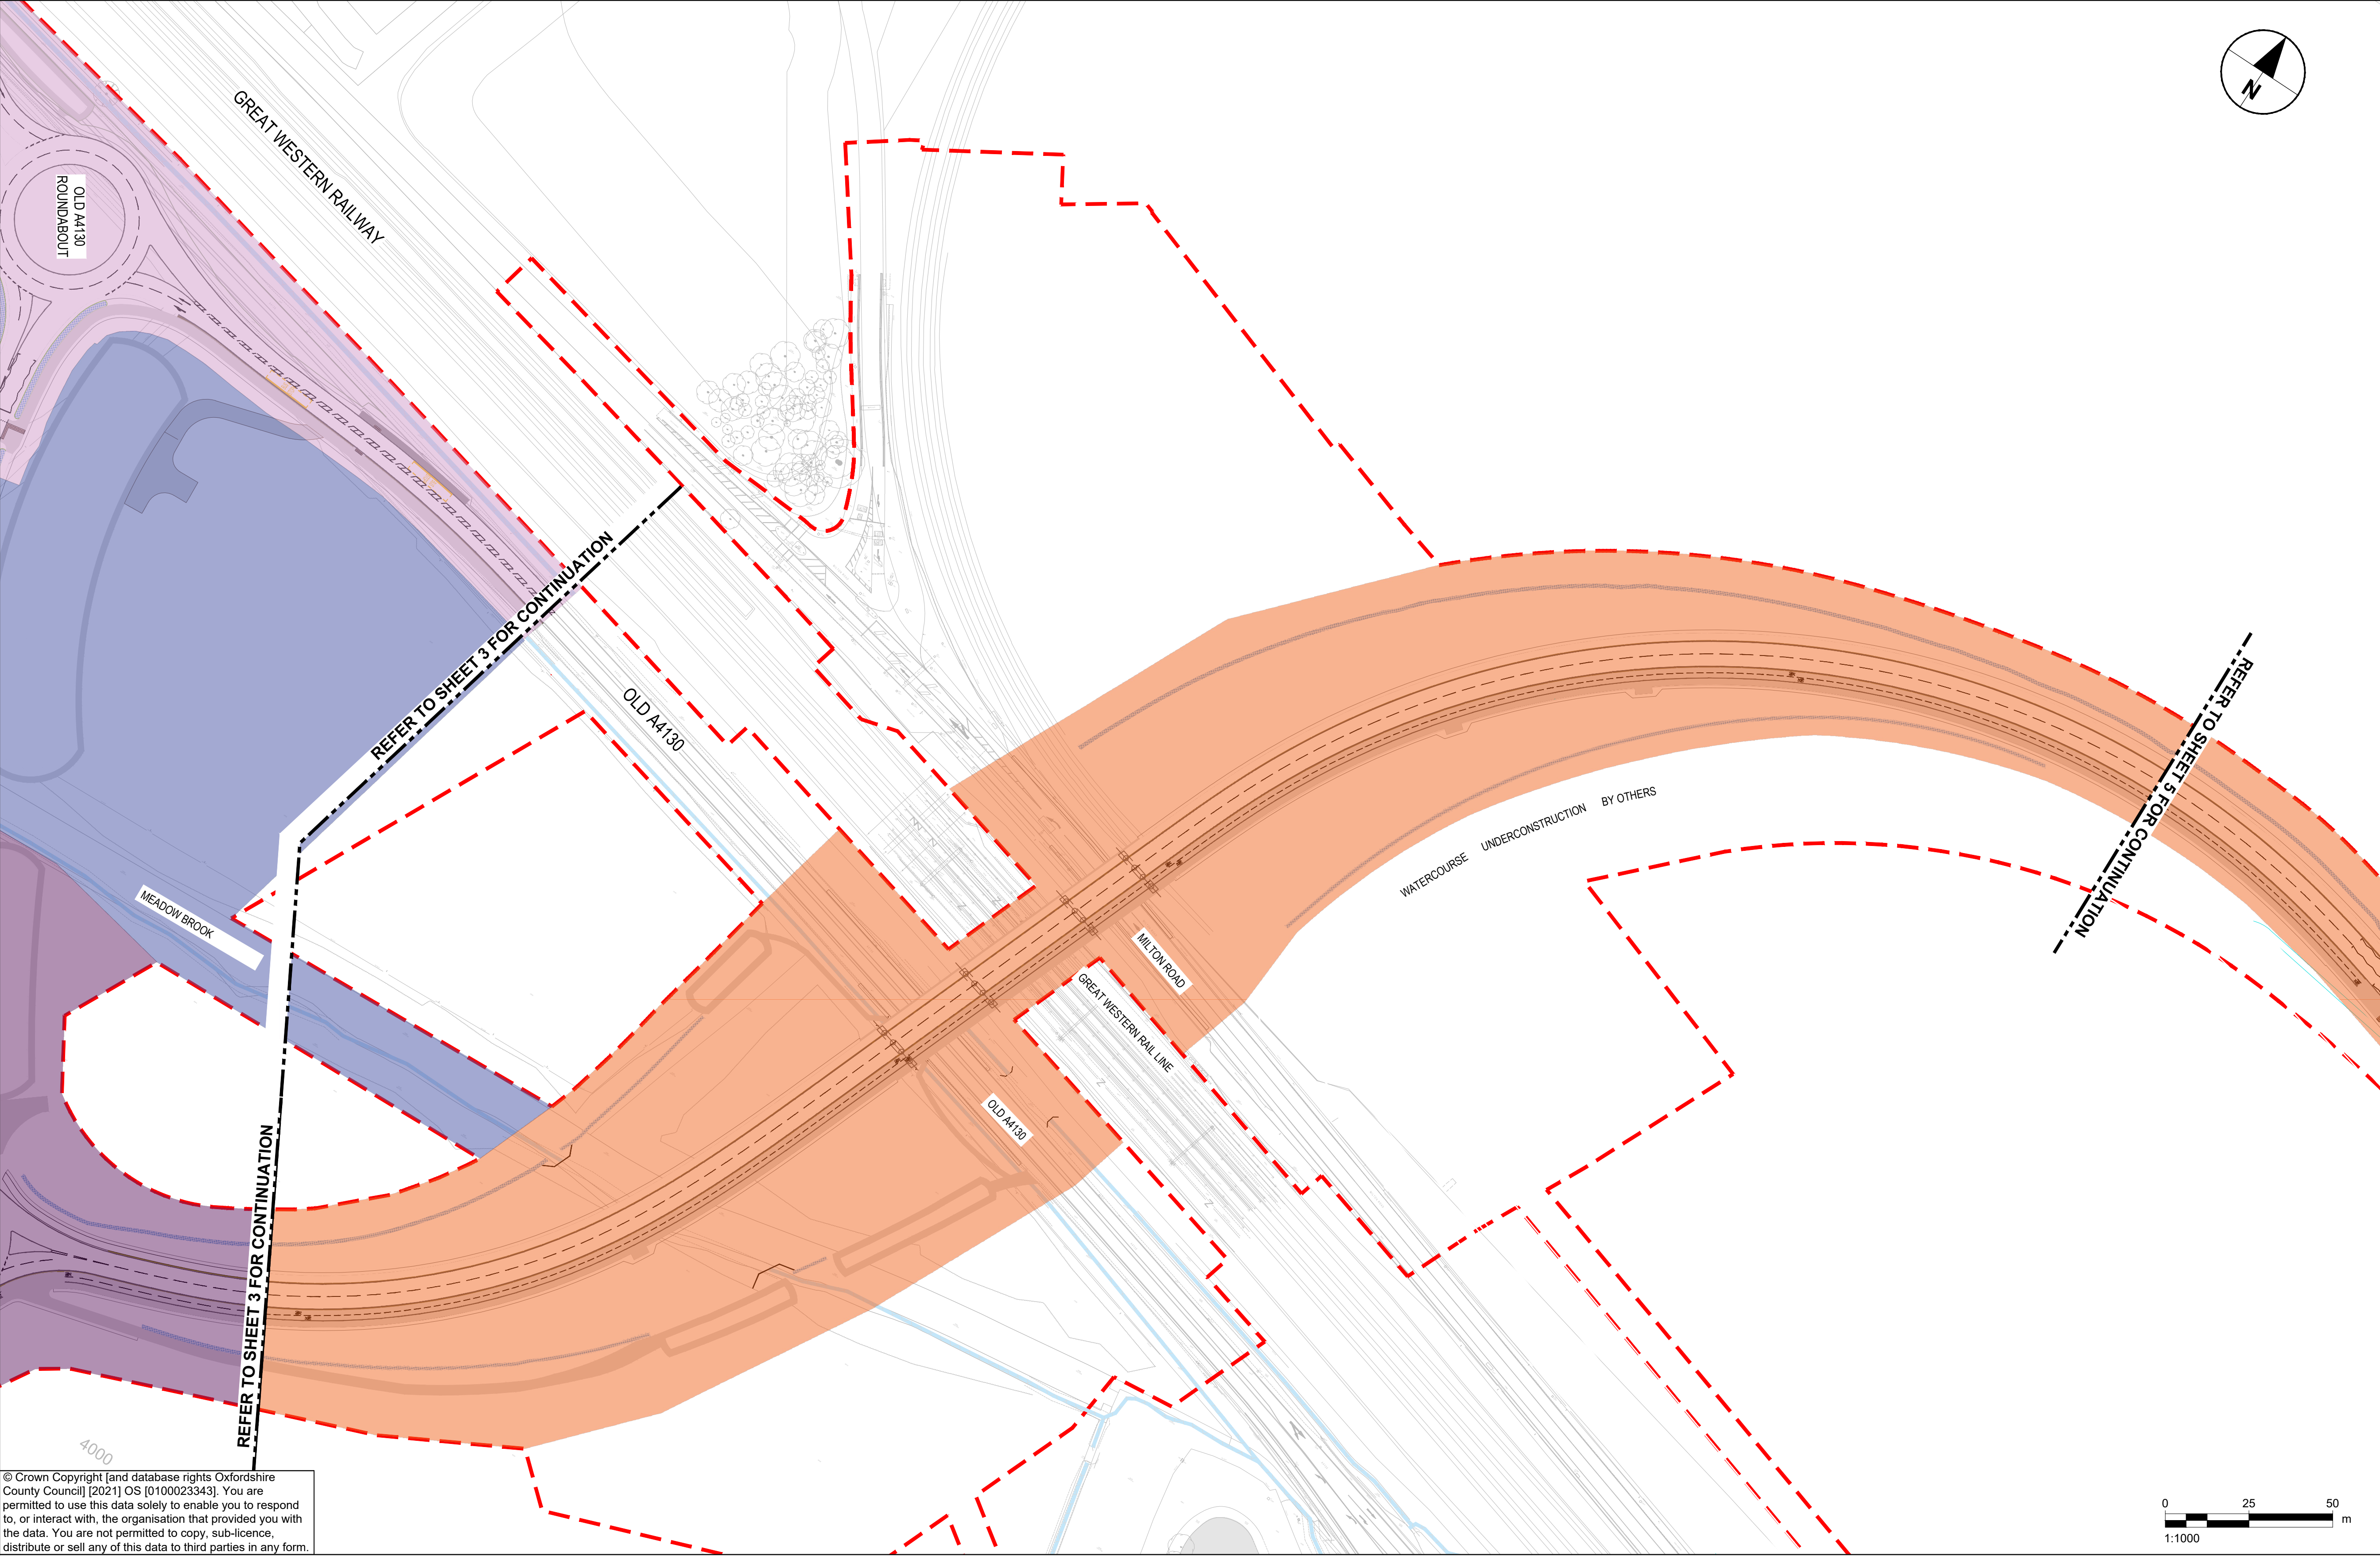 GREAT WESTERN RAILWAY
N
OLD A4130
ROUNDABOUT
REFER TO SHEET 3 FOR CONTINUATION
OLD A4130
REFER TO SHEET 5 FOR CONTINUATION
WATERCOURSE UNDERCONSTRUCTION BY OTHERS
MEADOW BROOK
MILTON ROAD
GREAT WESTERN RAIL LINE
OLD A4130
REFER TO SHEET 3 FOR CONTINUATION
4000
© Crown Copyright [and database rights Oxfordshire
County Council] [2021] OS [0100023343]. You are
permitted to use this data solely to enable you to respond
to, or interact with, the organisation that provided you with
the data. You are not permitted to copy, sub-licence,
distribute or sell any of this data to third parties in any form.
0 25 50
m
1:1000